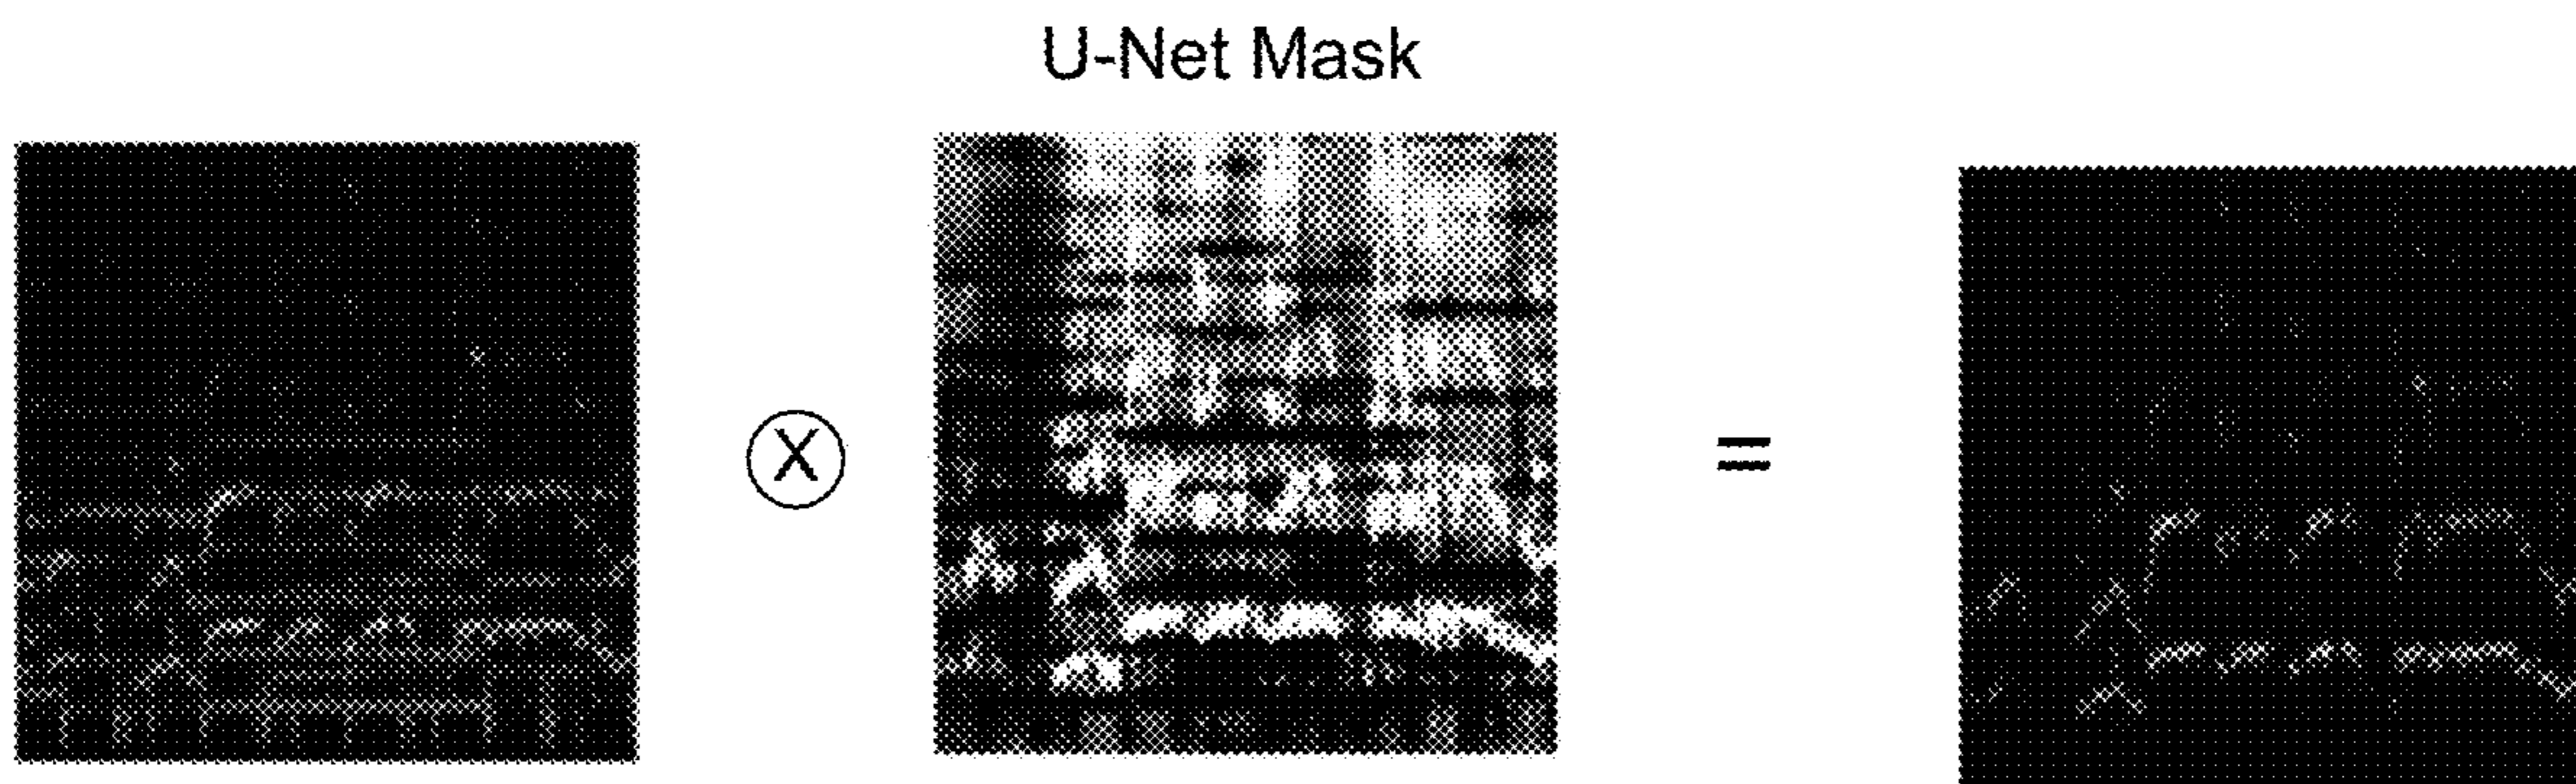 U-Net Mask
X
=